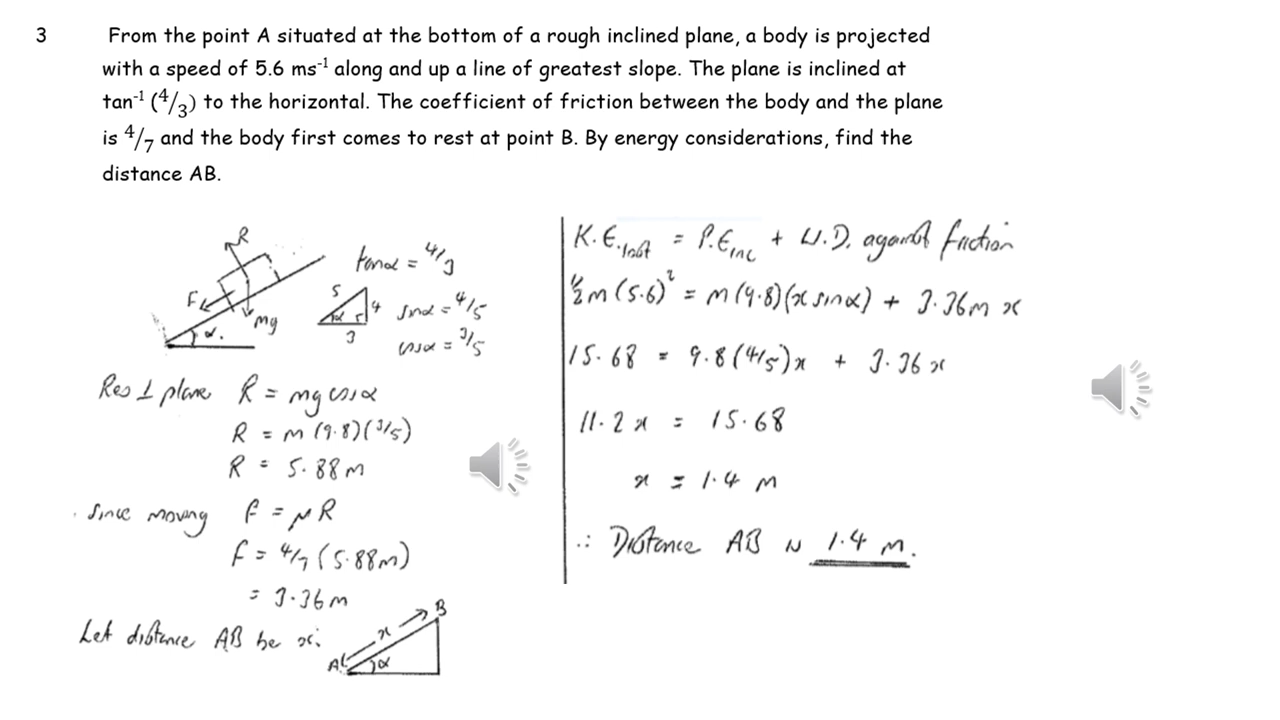 3 From the point A situated at the bottom of a rough inclined plane, a body is projected
with a speed of 5.6 ms⁻¹ along and up a line of greatest slope. The plane is inclined at
tan⁻¹ (4/3) to the horizontal. The coefficient of friction between the body and the plane
is 4/7 and the body first comes to rest at point B. By energy considerations, find the
distance AB.
R
F
mg
α.
tanα = 4/3
5
4
α
3
sinα = 4/5
cosα = 3/5
Res ⊥ plane R = mg cosα
R = m (9.8)(3/5)
R = 5.88m
. Since moving F = μR
F = 4/7 (5.88m)
= 3.36m
Let distance AB be x.
A
x
B
α
K.E.lost = P.Einc + W.D. against friction
½m(5.6)² = m(9.8)(x sinα) + 3.36m x
15.68 = 9.8(4/5)x + 3.36x
11.2x = 15.68
x = 1.4 m
∴ Distance AB is 1.4 m.